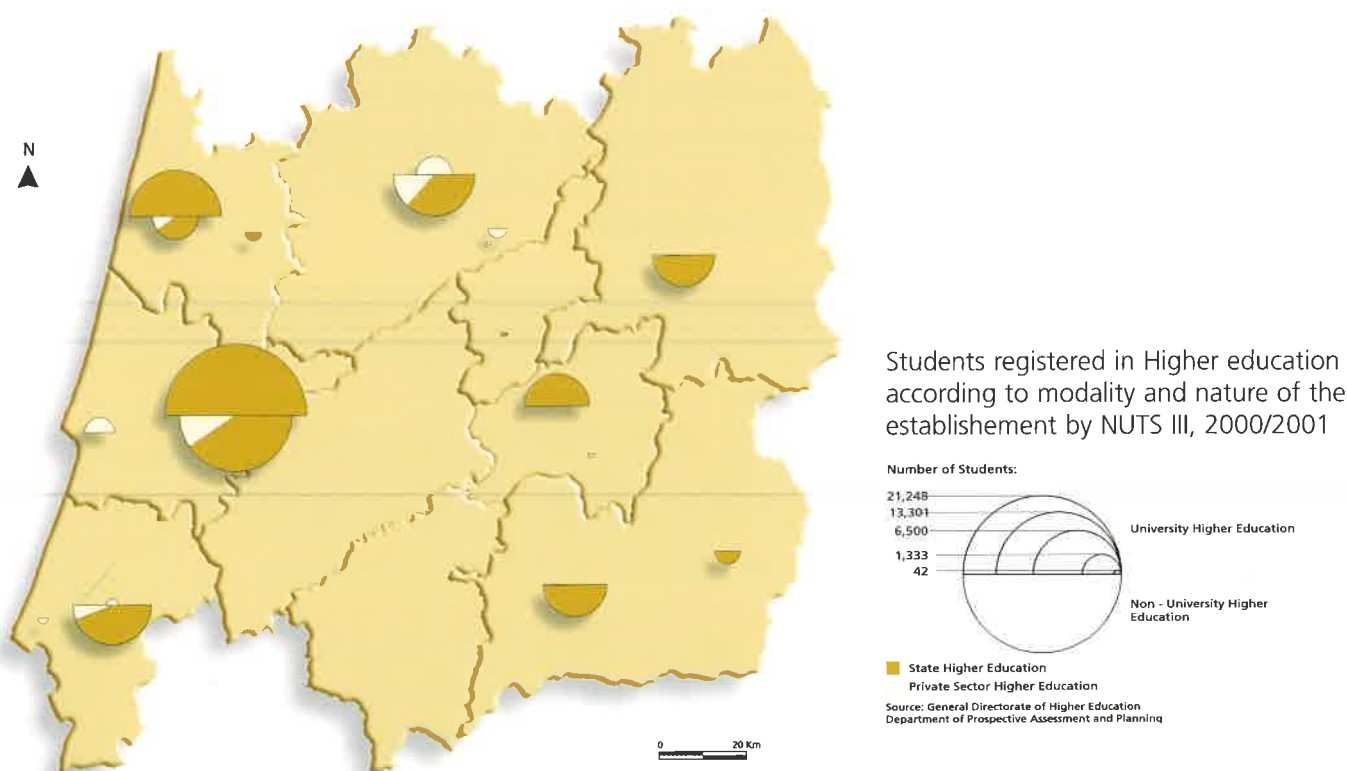 N
Students registered in Higher education
according to modality and nature of the
establishement by NUTS III, 2000/2001
Number of Students:
21,248
13,301
6,500
1,333
42
University Higher Education
Non - University Higher
Education
State Higher Education
Private Sector Higher Education
Source: General Directorate of Higher Education
Department of Prospective Assessment and Planning
0 20 Km